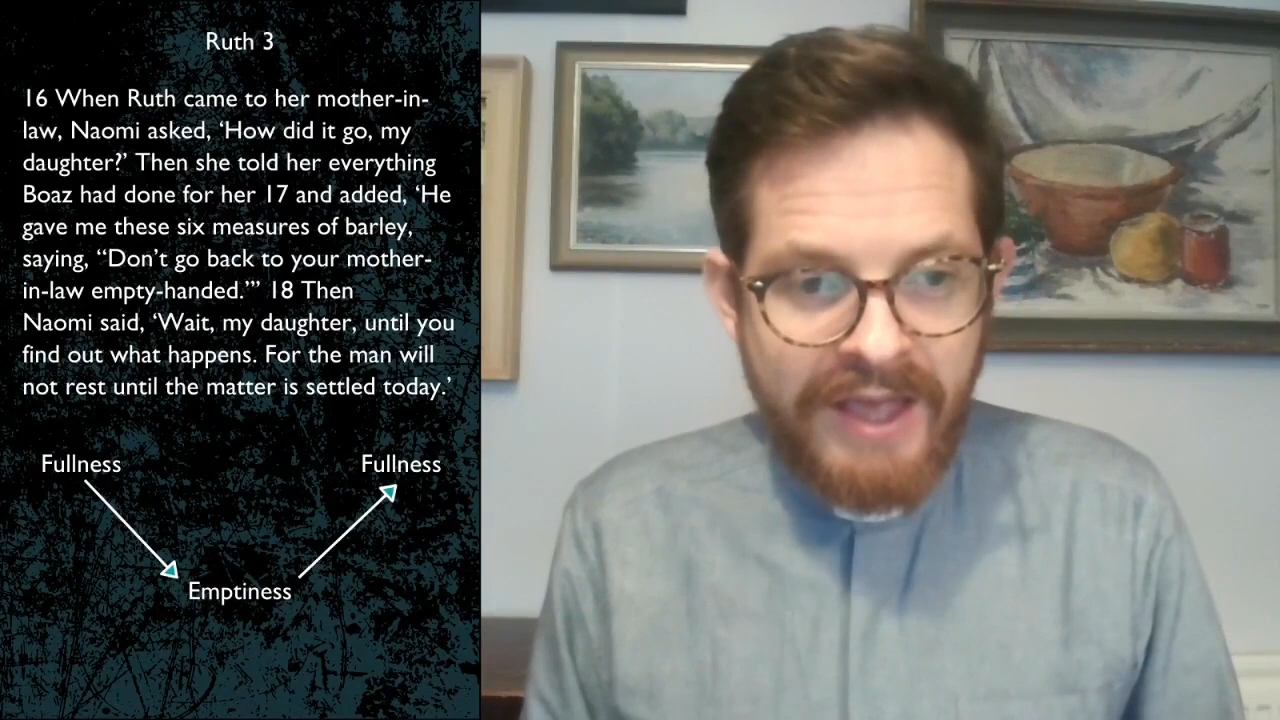 Ruth 3
16 When Ruth came to her mother-in-
law, Naomi asked, ‘How did it go, my
daughter?’ Then she told her everything
Boaz had done for her 17 and added, ‘He
gave me these six measures of barley,
saying, “Don’t go back to your mother-
in-law empty-handed.”’ 18 Then
Naomi said, ‘Wait, my daughter, until you
find out what happens. For the man will
not rest until the matter is settled today.’
Fullness
Fullness
Emptiness